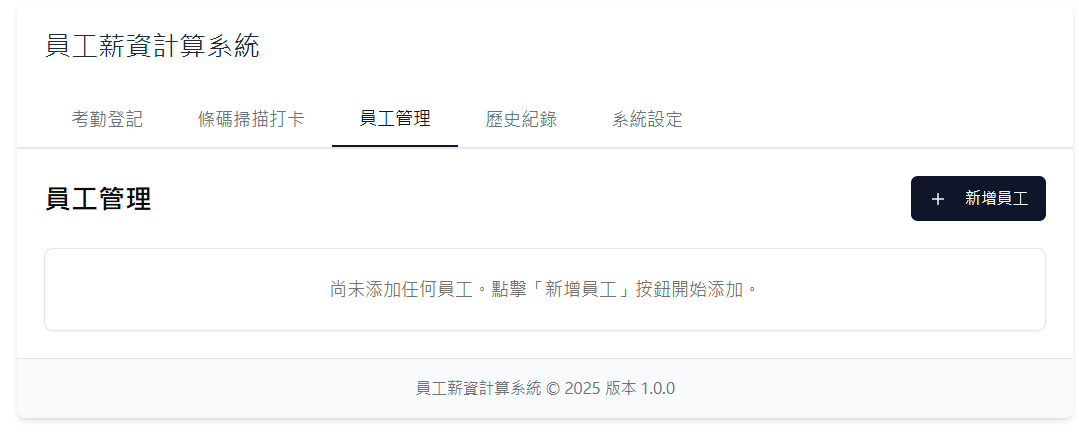 員工薪資計算系統
考勤登記 條碼掃描打卡 員工管理 歷史紀錄 系統設定
員工管理
+ 新增員工
尚未添加任何員工。點擊「新增員工」按鈕開始添加。
員工薪資計算系統 © 2025 版本 1.0.0